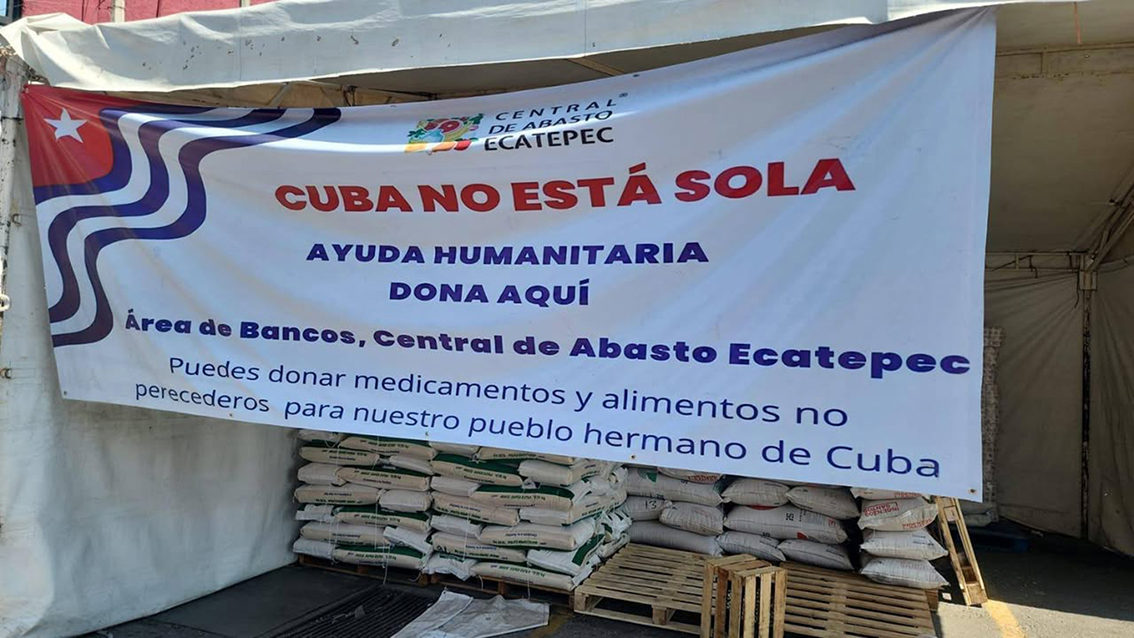 CENTRAL
DE ABASTO
ECATEPEC
CUBA NO ESTÁ SOLA
AYUDA HUMANITARIA
DONA AQUÍ
Área de Bancos, Central de Abasto Ecatepec
Puedes donar medicamentos y alimentos no
perecederos para nuestro pueblo hermano de Cuba